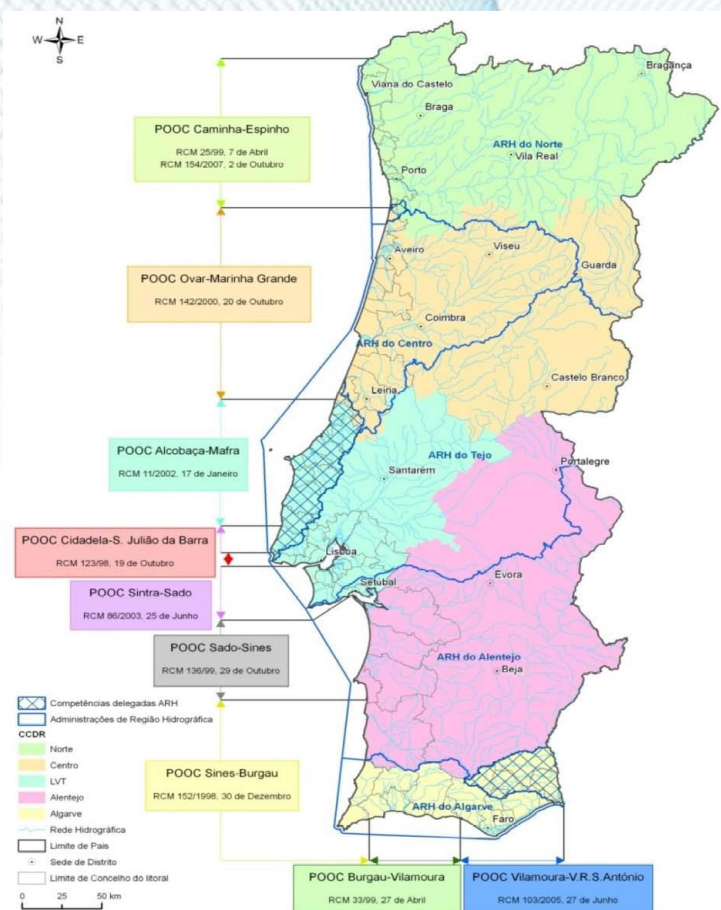 N
W E
S
Bragança
Viana do Castelo
Braga
POOC Caminha-Espinho
RCM 25/99, 7 de Abril
RCM 154/2007, 2 de Outubro
ARH do Norte
Vila Real
Porto
Aveiro
Viseu
Guarda
POOC Ovar-Marinha Grande
RCM 142/2000, 20 de Outubro
Coimbra
ARH do Centro
Leiria
Castelo Branco
POOC Alcobaça-Mafra
RCM 11/2002, 17 de Janeiro
ARH do Tejo
Portalegre
Santarém
POOC Cidadela-S. Julião da Barra
RCM 123/98, 19 de Outubro
Lisboa
POOC Sintra-Sado
RCM 86/2003, 25 de Junho
Setúbal
Évora
POOC Sado-Sines
RCM 136/99, 29 de Outubro
ARH do Alentejo
Beja
Competências delegadas ARH
Administrações de Região Hidrográfica
CCDR
Norte
Centro
LVT
Alentejo
Algarve
Rede Hidrográfica
Limite de Pais
Sede de Distrito
Limite de Concelho do litoral
0 25 50 km
POOC Sines-Burgau
RCM 152/1998, 30 de Dezembro
ARH do Algarve
Faro
POOC Burgau-Vilamoura
RCM 33/99, 27 de Abril
POOC Vilamoura-V.R.S.António
RCM 103/2005, 27 de Junho